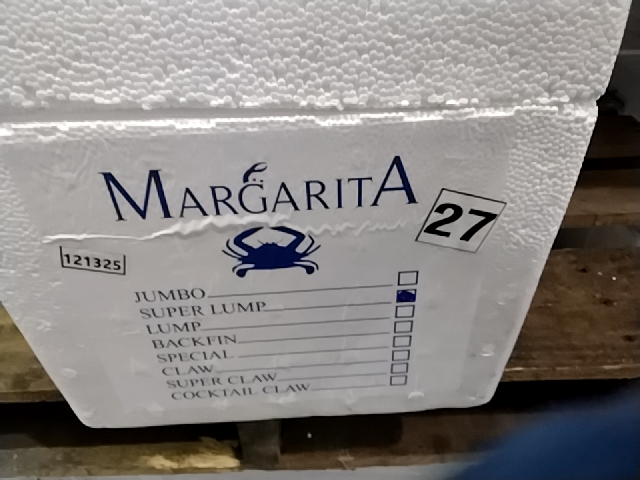 MARGARITA
27
121325
JUMBO
SUPER LUMP
LUMP
BACKFIN
SPECIAL
CLAW
SUPER CLAW
COCKTAIL CLAW